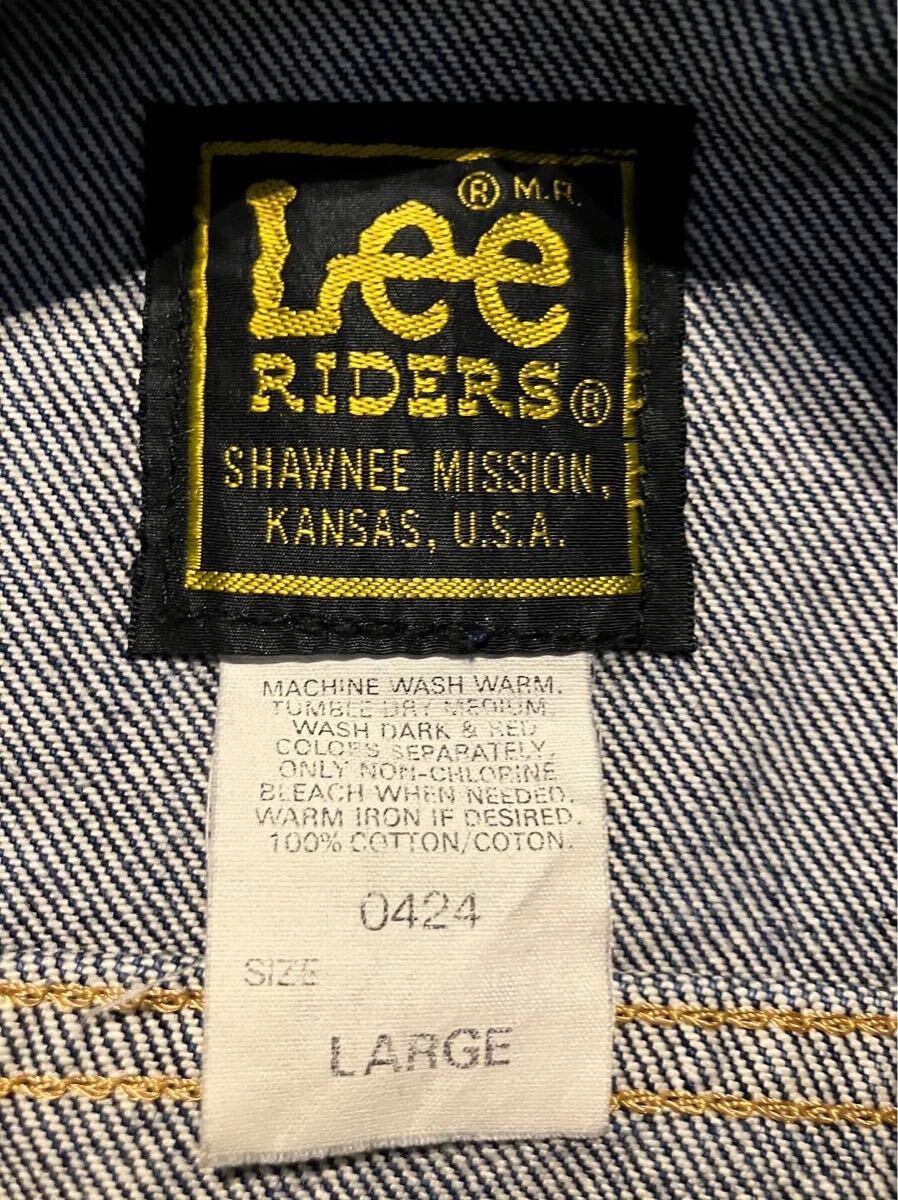 Lee ® M.R.
RIDERS ®
SHAWNEE MISSION,
KANSAS, U.S.A.
MACHINE WASH WARM.
TUMBLE DRY MEDIUM.
WASH DARK & RED
COLORS SEPARATELY.
ONLY NON-CHLORINE
BLEACH WHEN NEEDED.
WARM IRON IF DESIRED.
100% COTTON/COTON.
0424
SIZE
LARGE